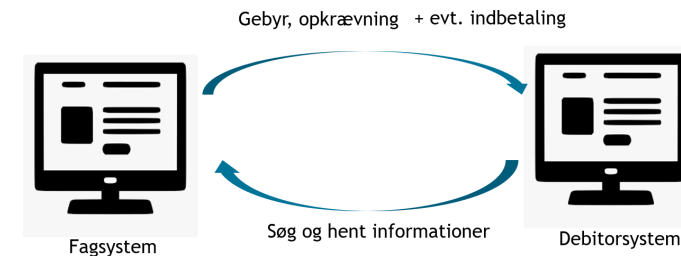 Gebyr, opkrævning + evt. indbetaling
Søg og hent informationer
Fagsystem
Debitorsystem